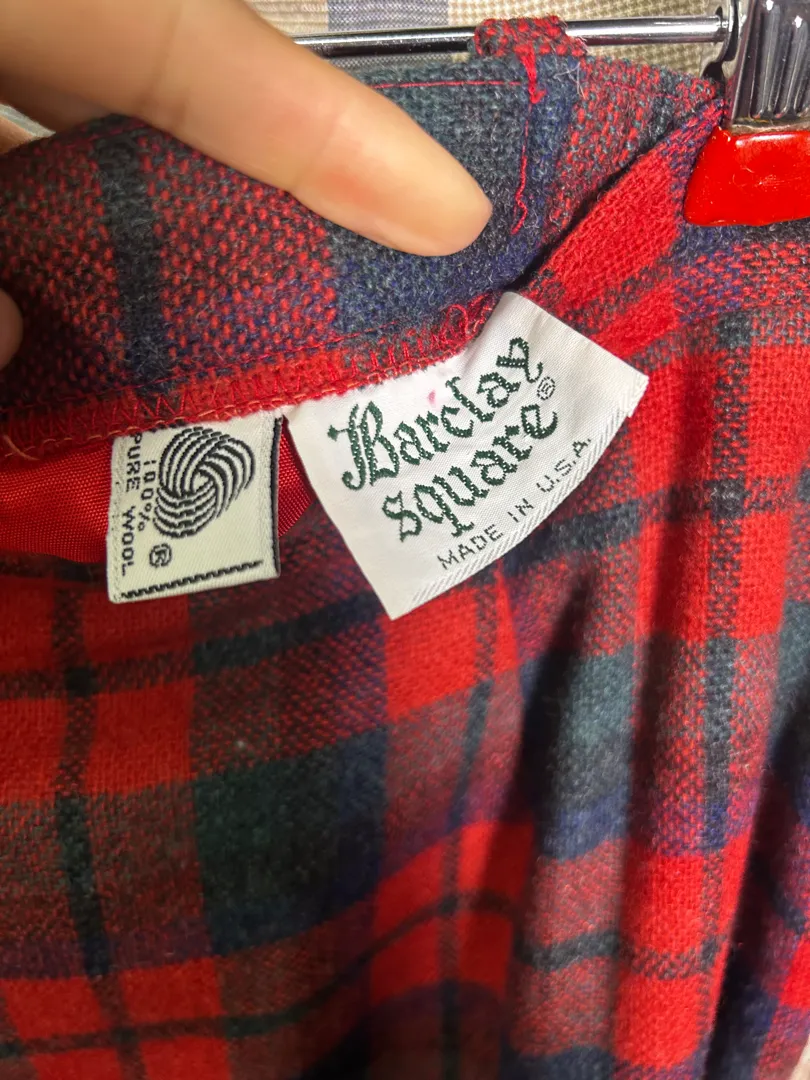 Barclay
square®
MADE IN U.S.A.
100%
PURE WOOL
®